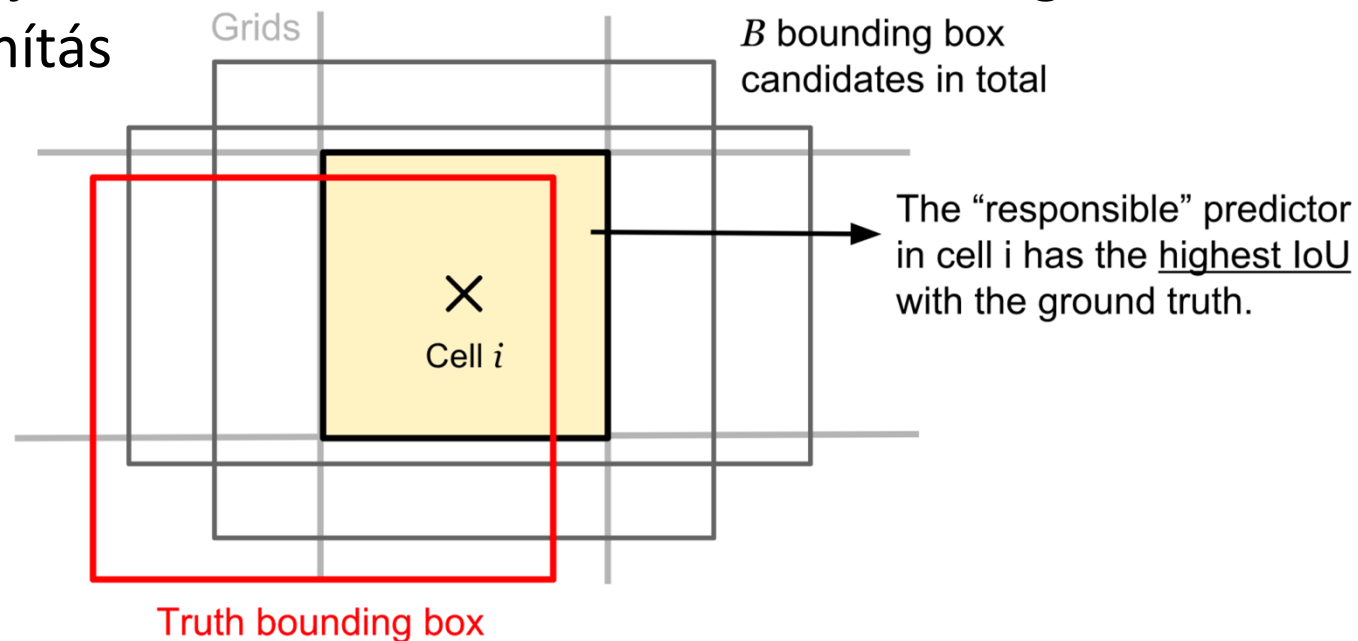 nítás
Grids
B bounding box
candidates in total
The “responsible” predictor
in cell i has the highest IoU
with the ground truth.
Cell i
Truth bounding box